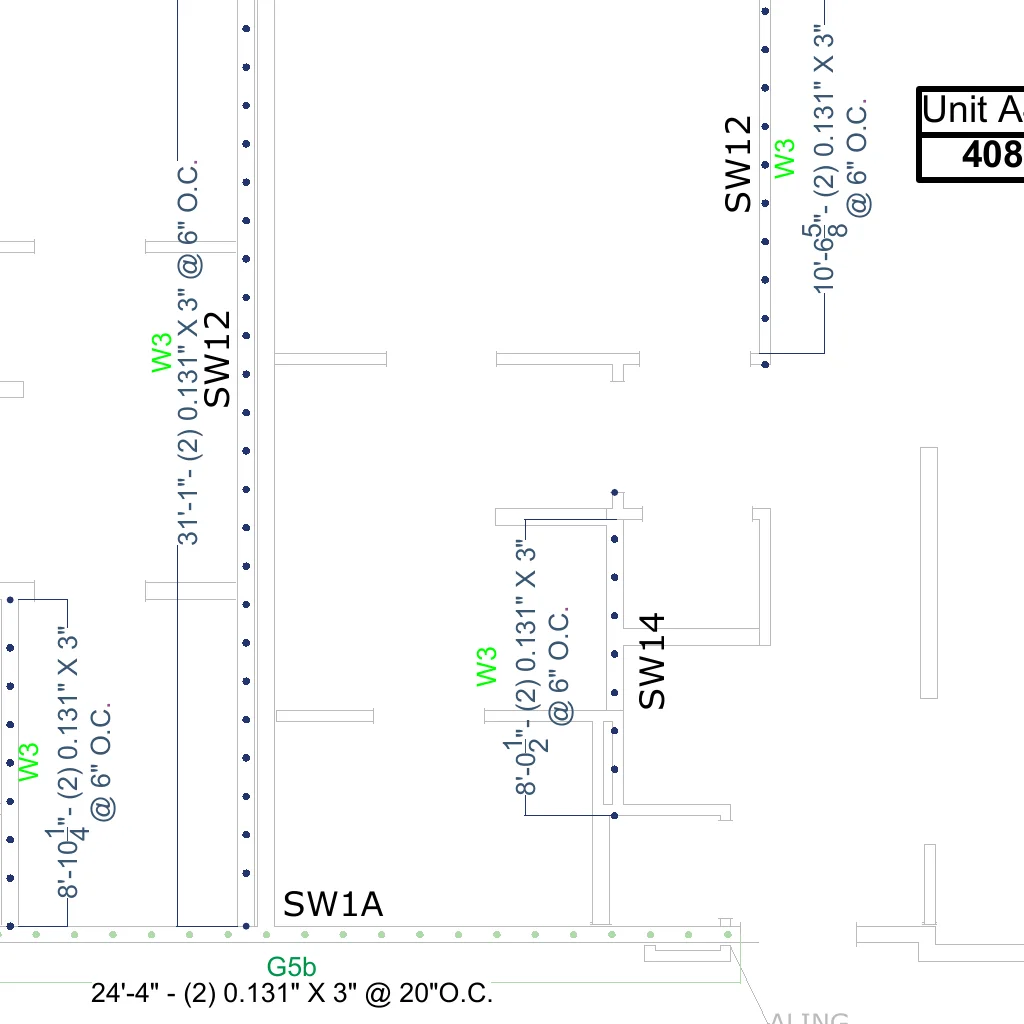 10'-6 5/8"- (2) 0.131" X 3"
@ 6" O.C.
W3
SW12
Unit A
408
31'-1"- (2) 0.131" X 3" @ 6" O.C.
W3
SW12
8'-0 1/2"- (2) 0.131" X 3"
@ 6" O.C.
W3
SW14
8'-10 1/4"- (2) 0.131" X 3"
@ 6" O.C.
W3
SW1A
G5b
24'-4" - (2) 0.131" X 3" @ 20"O.C.
ALING